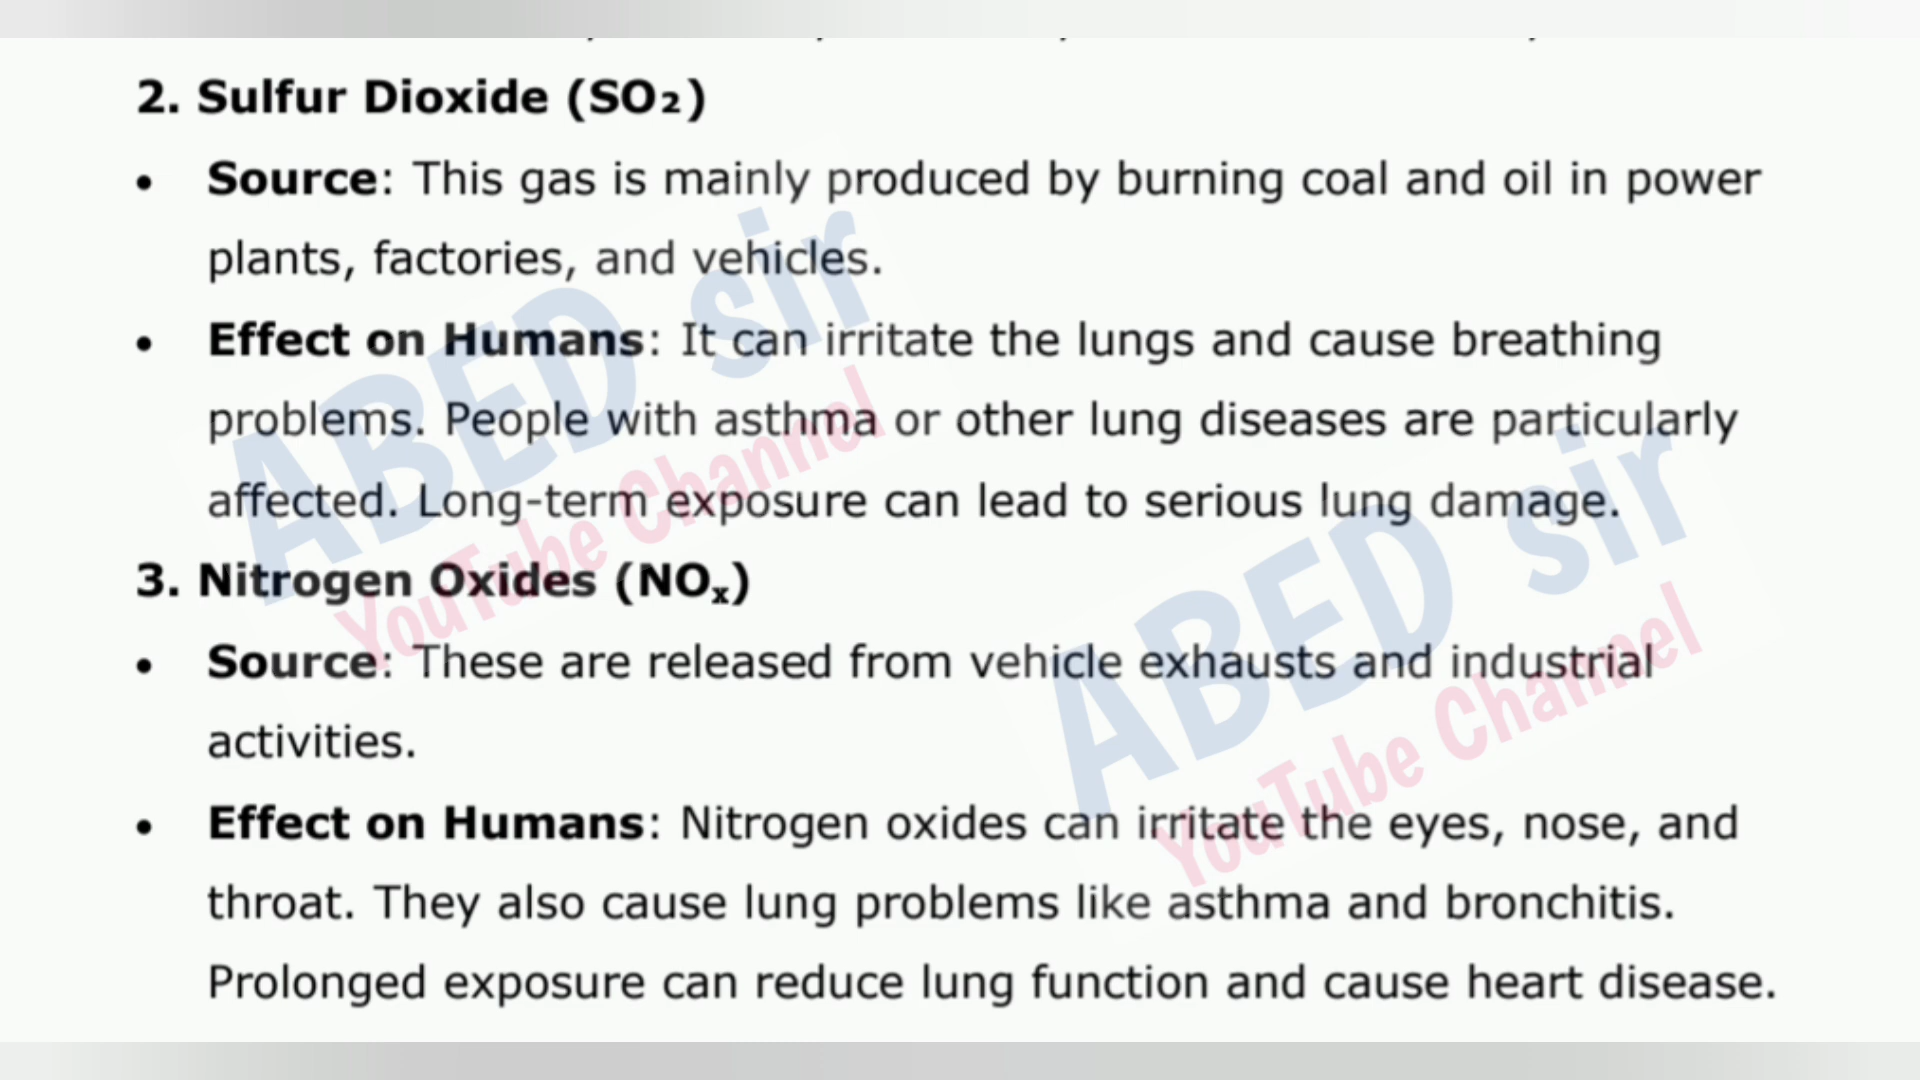 2. Sulfur Dioxide (SO₂)
• Source: This gas is mainly produced by burning coal and oil in power
plants, factories, and vehicles.
• Effect on Humans: It can irritate the lungs and cause breathing
problems. People with asthma or other lung diseases are particularly
affected. Long-term exposure can lead to serious lung damage.
3. Nitrogen Oxides (NOₓ)
• Source: These are released from vehicle exhausts and industrial
activities.
• Effect on Humans: Nitrogen oxides can irritate the eyes, nose, and
throat. They also cause lung problems like asthma and bronchitis.
Prolonged exposure can reduce lung function and cause heart disease.
ABED sir
YouTube Channel
ABED sir
YouTube Channel